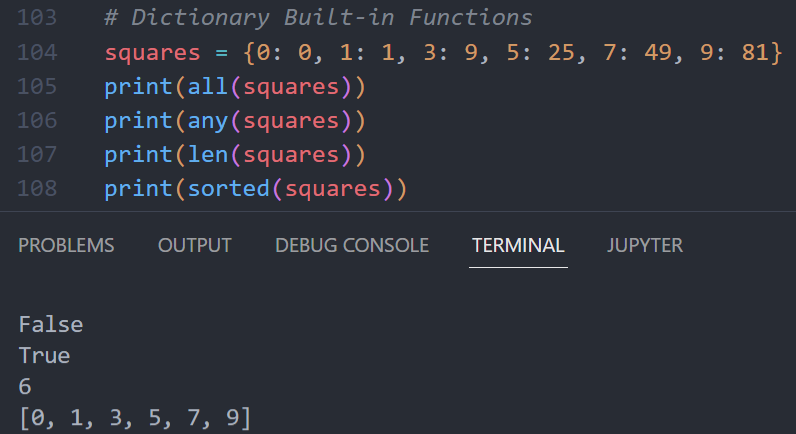 103 # Dictionary Built-in Functions
104 squares = {0: 0, 1: 1, 3: 9, 5: 25, 7: 49, 9: 81}
105 print(all(squares))
106 print(any(squares))
107 print(len(squares))
108 print(sorted(squares))
PROBLEMS OUTPUT DEBUG CONSOLE TERMINAL JUPYTER
False
True
6
[0, 1, 3, 5, 7, 9]